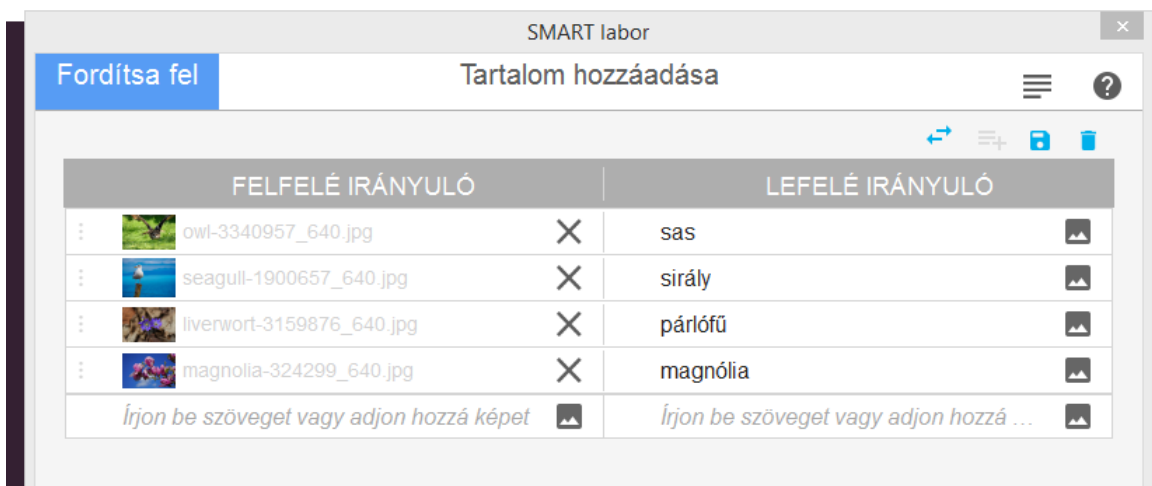 SMART labor
Fordítsa fel Tartalom hozzáadása
FELFELÉ IRÁNYULÓ LEFELÉ IRÁNYULÓ
owl-3340957_640.jpg sas
seagull-1900657_640.jpg sirály
liverwort-3159876_640.jpg párlófű
magnolia-324299_640.jpg magnólia
Írjon be szöveget vagy adjon hozzá képet Írjon be szöveget vagy adjon hozzá ...